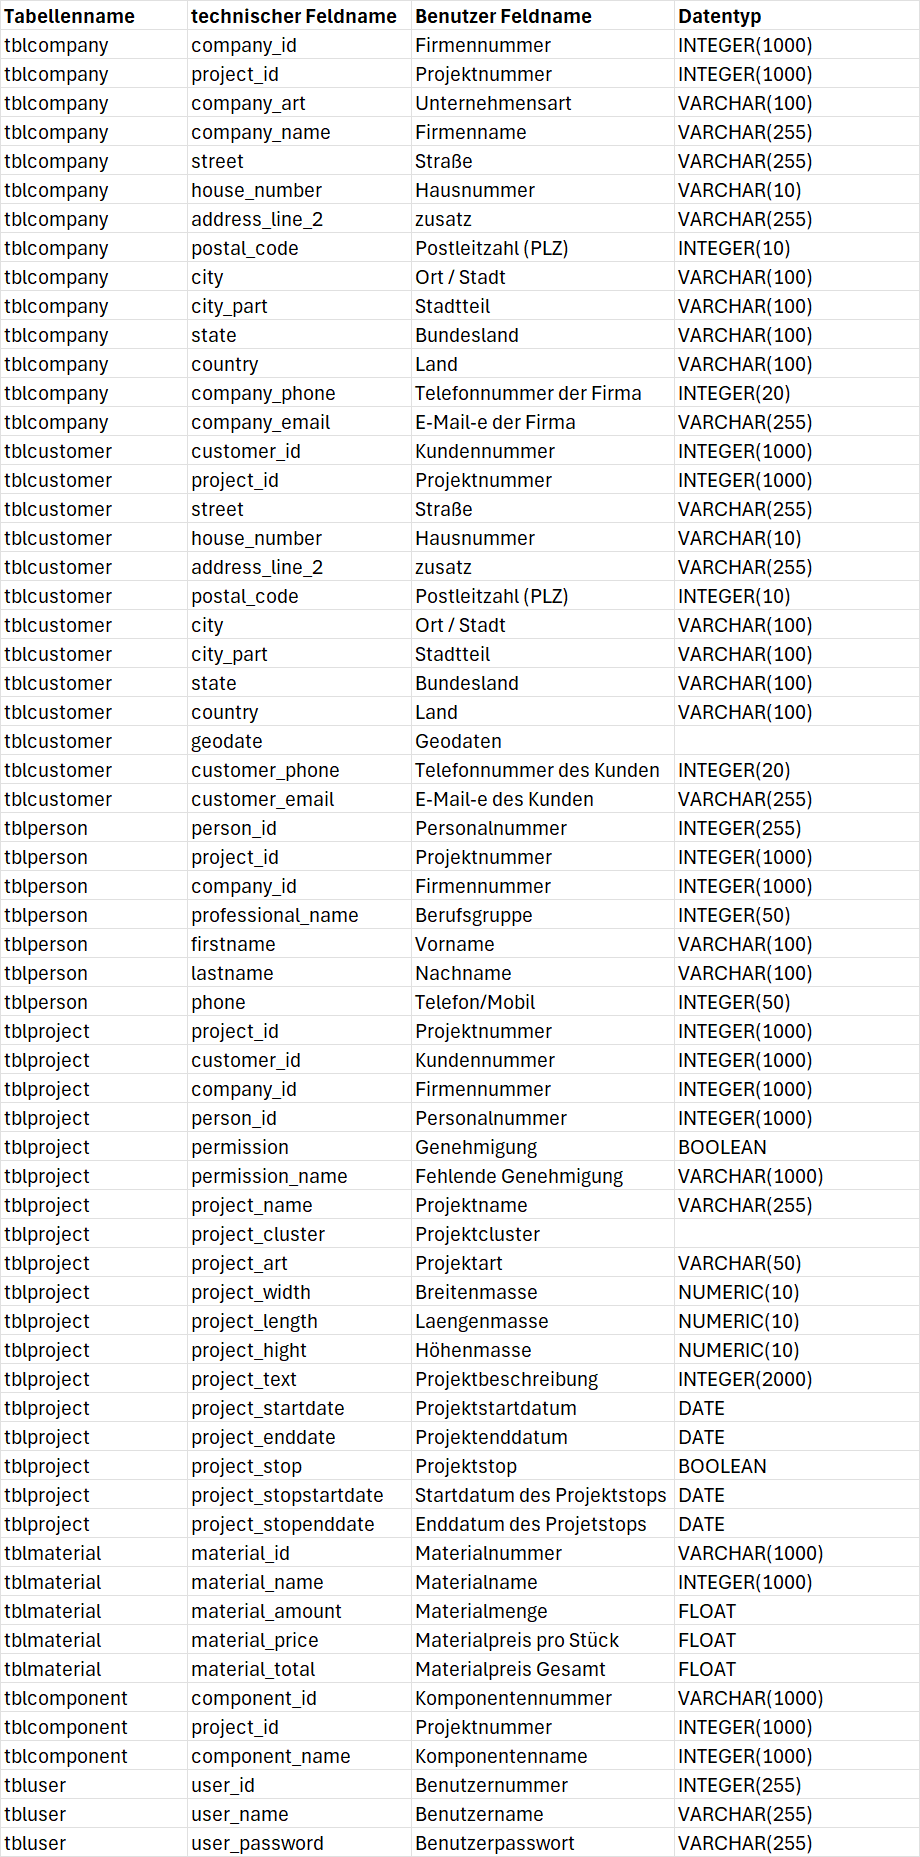 Tabellenname technischer Feldname Benutzer Feldname Datentyp
tblcompany company_id Firmennummer INTEGER(1000)
tblcompany project_id Projektnummer INTEGER(1000)
tblcompany company_art Unternehmensart VARCHAR(100)
tblcompany company_name Firmenname VARCHAR(255)
tblcompany street Straße VARCHAR(255)
tblcompany house_number Hausnummer VARCHAR(10)
tblcompany address_line_2 zusatz VARCHAR(255)
tblcompany postal_code Postleitzahl (PLZ) INTEGER(10)
tblcompany city Ort / Stadt VARCHAR(100)
tblcompany city_part Stadtteil VARCHAR(100)
tblcompany state Bundesland VARCHAR(100)
tblcompany country Land VARCHAR(100)
tblcompany company_phone Telefonnummer der Firma INTEGER(20)
tblcompany company_email E-Mail-e der Firma VARCHAR(255)
tblcustomer customer_id Kundennummer INTEGER(1000)
tblcustomer project_id Projektnummer INTEGER(1000)
tblcustomer street Straße VARCHAR(255)
tblcustomer house_number Hausnummer VARCHAR(10)
tblcustomer address_line_2 zusatz VARCHAR(255)
tblcustomer postal_code Postleitzahl (PLZ) INTEGER(10)
tblcustomer city Ort / Stadt VARCHAR(100)
tblcustomer city_part Stadtteil VARCHAR(100)
tblcustomer state Bundesland VARCHAR(100)
tblcustomer country Land VARCHAR(100)
tblcustomer geodate Geodaten
tblcustomer customer_phone Telefonnummer des Kunden INTEGER(20)
tblcustomer customer_email E-Mail-e des Kunden VARCHAR(255)
tblperson person_id Personalnummer INTEGER(255)
tblperson project_id Projektnummer INTEGER(1000)
tblperson company_id Firmennummer INTEGER(1000)
tblperson professional_name Berufsgruppe INTEGER(50)
tblperson firstname Vorname VARCHAR(100)
tblperson lastname Nachname VARCHAR(100)
tblperson phone Telefon/Mobil INTEGER(50)
tblproject project_id Projektnummer INTEGER(1000)
tblproject customer_id Kundennummer INTEGER(1000)
tblproject company_id Firmennummer INTEGER(1000)
tblproject person_id Personalnummer INTEGER(1000)
tblproject permission Genehmigung BOOLEAN
tblproject permission_name Fehlende Genehmigung VARCHAR(1000)
tblproject project_name Projektname VARCHAR(255)
tblproject project_cluster Projektcluster
tblproject project_art Projektart VARCHAR(50)
tblproject project_width Breitenmasse NUMERIC(10)
tblproject project_length Laengenmasse NUMERIC(10)
tblproject project_hight Höhenmasse NUMERIC(10)
tblproject project_text Projektbeschreibung INTEGER(2000)
tblproject project_startdate Projektstartdatum DATE
tblproject project_enddate Projektenddatum DATE
tblproject project_stop Projektstop BOOLEAN
tblproject project_stopstartdate Startdatum des Projektstops DATE
tblproject project_stopenddate Enddatum des Projetstops DATE
tblmaterial material_id Materialnummer VARCHAR(1000)
tblmaterial material_name Materialname INTEGER(1000)
tblmaterial material_amount Materialmenge FLOAT
tblmaterial material_price Materialpreis pro Stück FLOAT
tblmaterial material_total Materialpreis Gesamt FLOAT
tblcomponent component_id Komponentennummer VARCHAR(1000)
tblcomponent project_id Projektnummer INTEGER(1000)
tblcomponent component_name Komponentenname INTEGER(1000)
tbluser user_id Benutzernummer INTEGER(255)
tbluser user_name Benutzername VARCHAR(255)
tbluser user_password Benutzerpasswort VARCHAR(255)